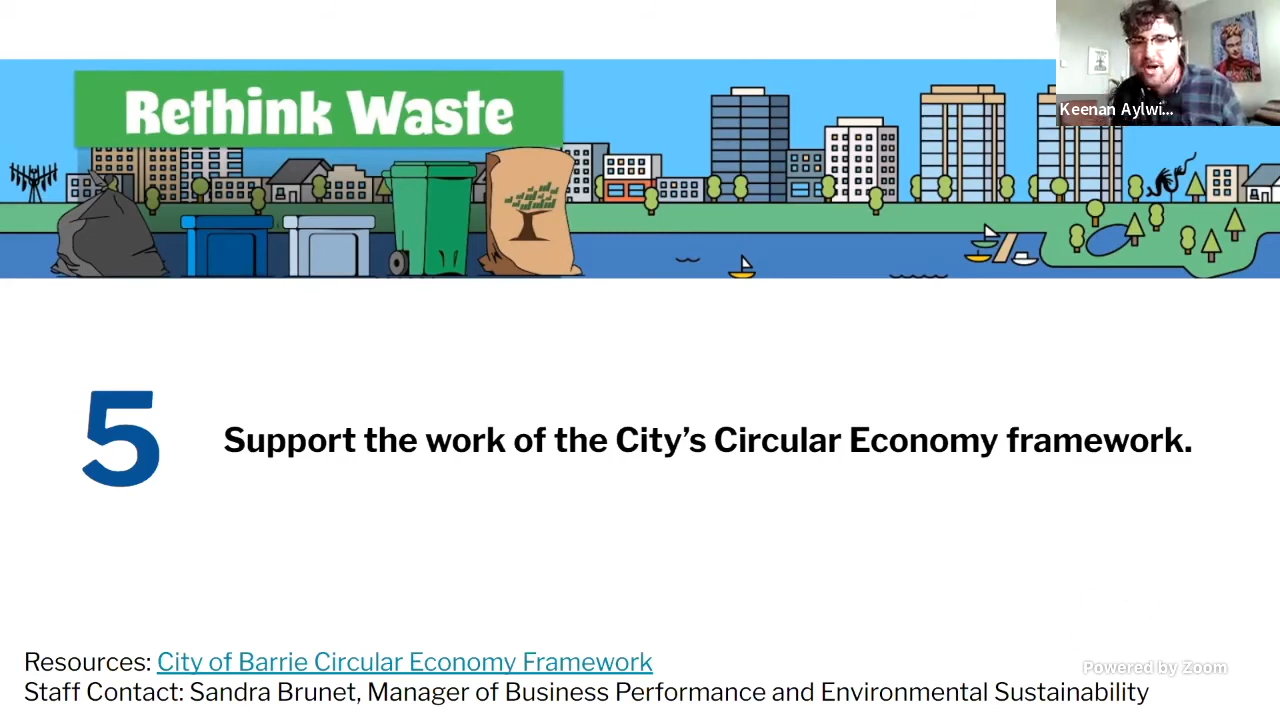 Rethink Waste
Keenan Aylwi...
5
Support the work of the City’s Circular Economy framework.
Resources: City of Barrie Circular Economy Framework
Powered by Zoom
Staff Contact: Sandra Brunet, Manager of Business Performance and Environmental Sustainability